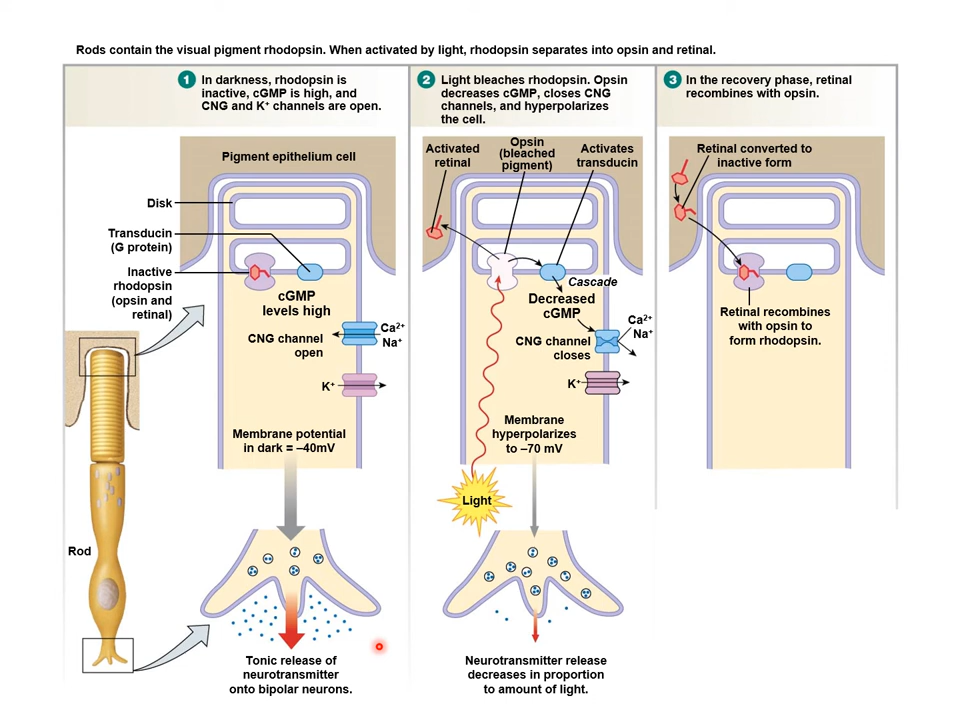 Rods contain the visual pigment rhodopsin. When activated by light, rhodopsin separates into opsin and retinal.
1 In darkness, rhodopsin is
inactive, cGMP is high, and
CNG and K⁺ channels are open.
Pigment epithelium cell
Disk
Transducin
(G protein)
Inactive
rhodopsin
(opsin and
retinal)
cGMP
levels high
CNG channel
open
Ca²⁺
Na⁺
K⁺
Membrane potential
in dark = –40mV
Rod
Tonic release of
neurotransmitter
onto bipolar neurons.
2 Light bleaches rhodopsin. Opsin
decreases cGMP, closes CNG
channels, and hyperpolarizes
the cell.
Activated
retinal
Opsin
(bleached
pigment)
Activates
transducin
Cascade
Decreased
cGMP
CNG channel
closes
Ca²⁺
Na⁺
K⁺
Membrane
hyperpolarizes
to –70 mV
Light
Neurotransmitter release
decreases in proportion
to amount of light.
3 In the recovery phase, retinal
recombines with opsin.
Retinal converted to
inactive form
Retinal recombines
with opsin to
form rhodopsin.